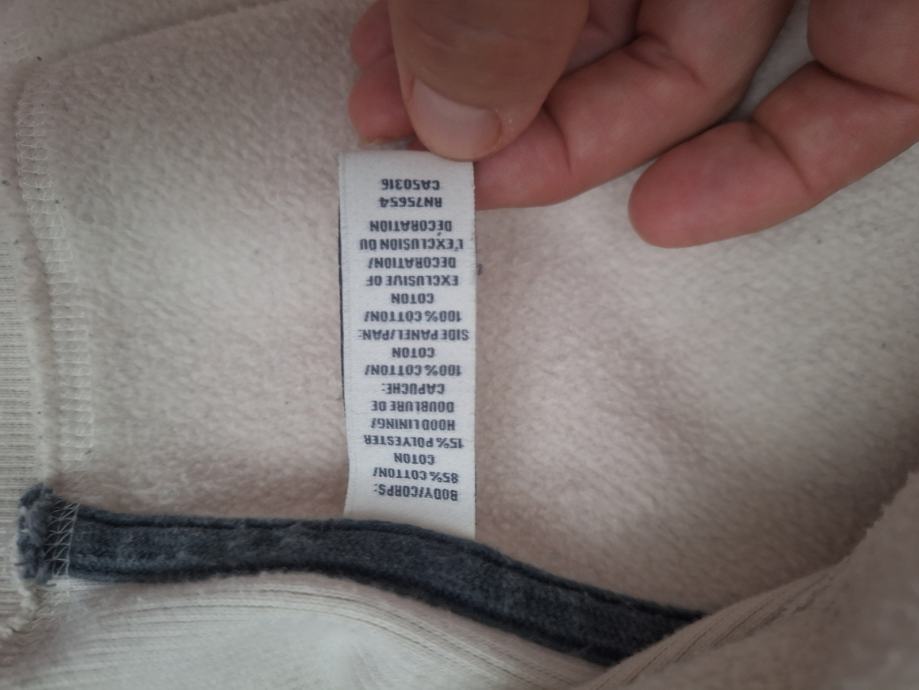 BODY/CORPS:
85% COTTON/
COTON
15% POLYESTER
HOOD LINING/
DOUBLURE DE
CAPUCHE:
100% COTTON/
COTON
SIDE PANEL/PAN:
100% COTTON/
COTON
EXCLUSIVE OF
DECORATION/
L'EXCLUSION DU
DECORATION
RN75654
CA50316